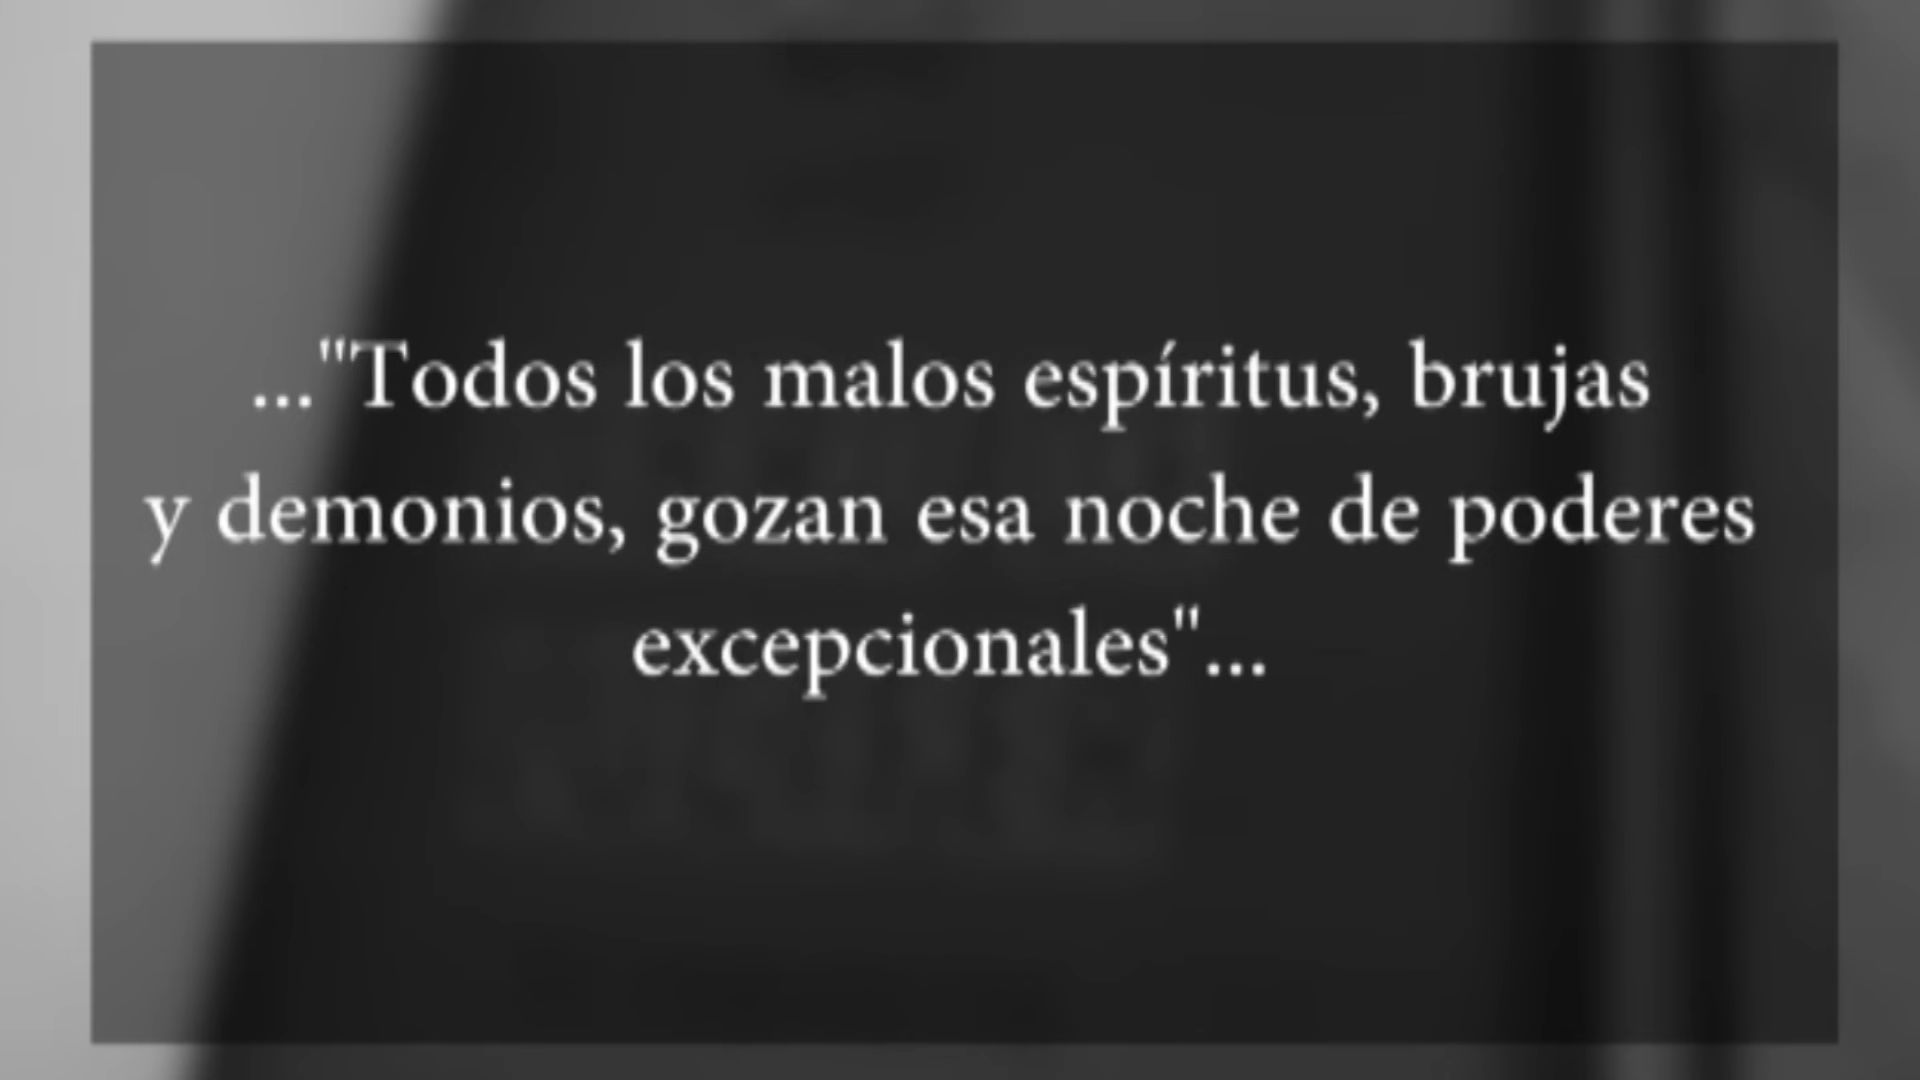 ..."Todos los malos espíritus, brujas
y demonios, gozan esa noche de poderes
excepcionales"...